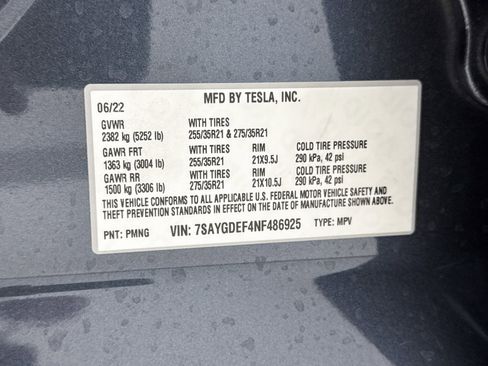 MFD BY TESLA, INC.
06/22
GVWR WITH TIRES
2382 kg (5252 lb) 255/35R21 & 275/35R21
GAWR FRT WITH TIRES RIM COLD TIRE PRESSURE
1363 kg (3004 lb) 255/35R21 21X9.5J 290 kPa, 42 psi
GAWR RR WITH TIRES RIM COLD TIRE PRESSURE
1500 kg (3306 lb) 275/35R21 21X10.5J 290 kPa, 42 psi
THIS VEHICLE CONFORMS TO ALL APPLICABLE U.S. FEDERAL MOTOR VEHICLE SAFETY AND
THEFT PREVENTION STANDARDS IN EFFECT ON THE DATE OF MANUFACTURE SHOWN ABOVE.
PNT: PMNG VIN: 7SAYGDEF4NF486925 TYPE: MPV